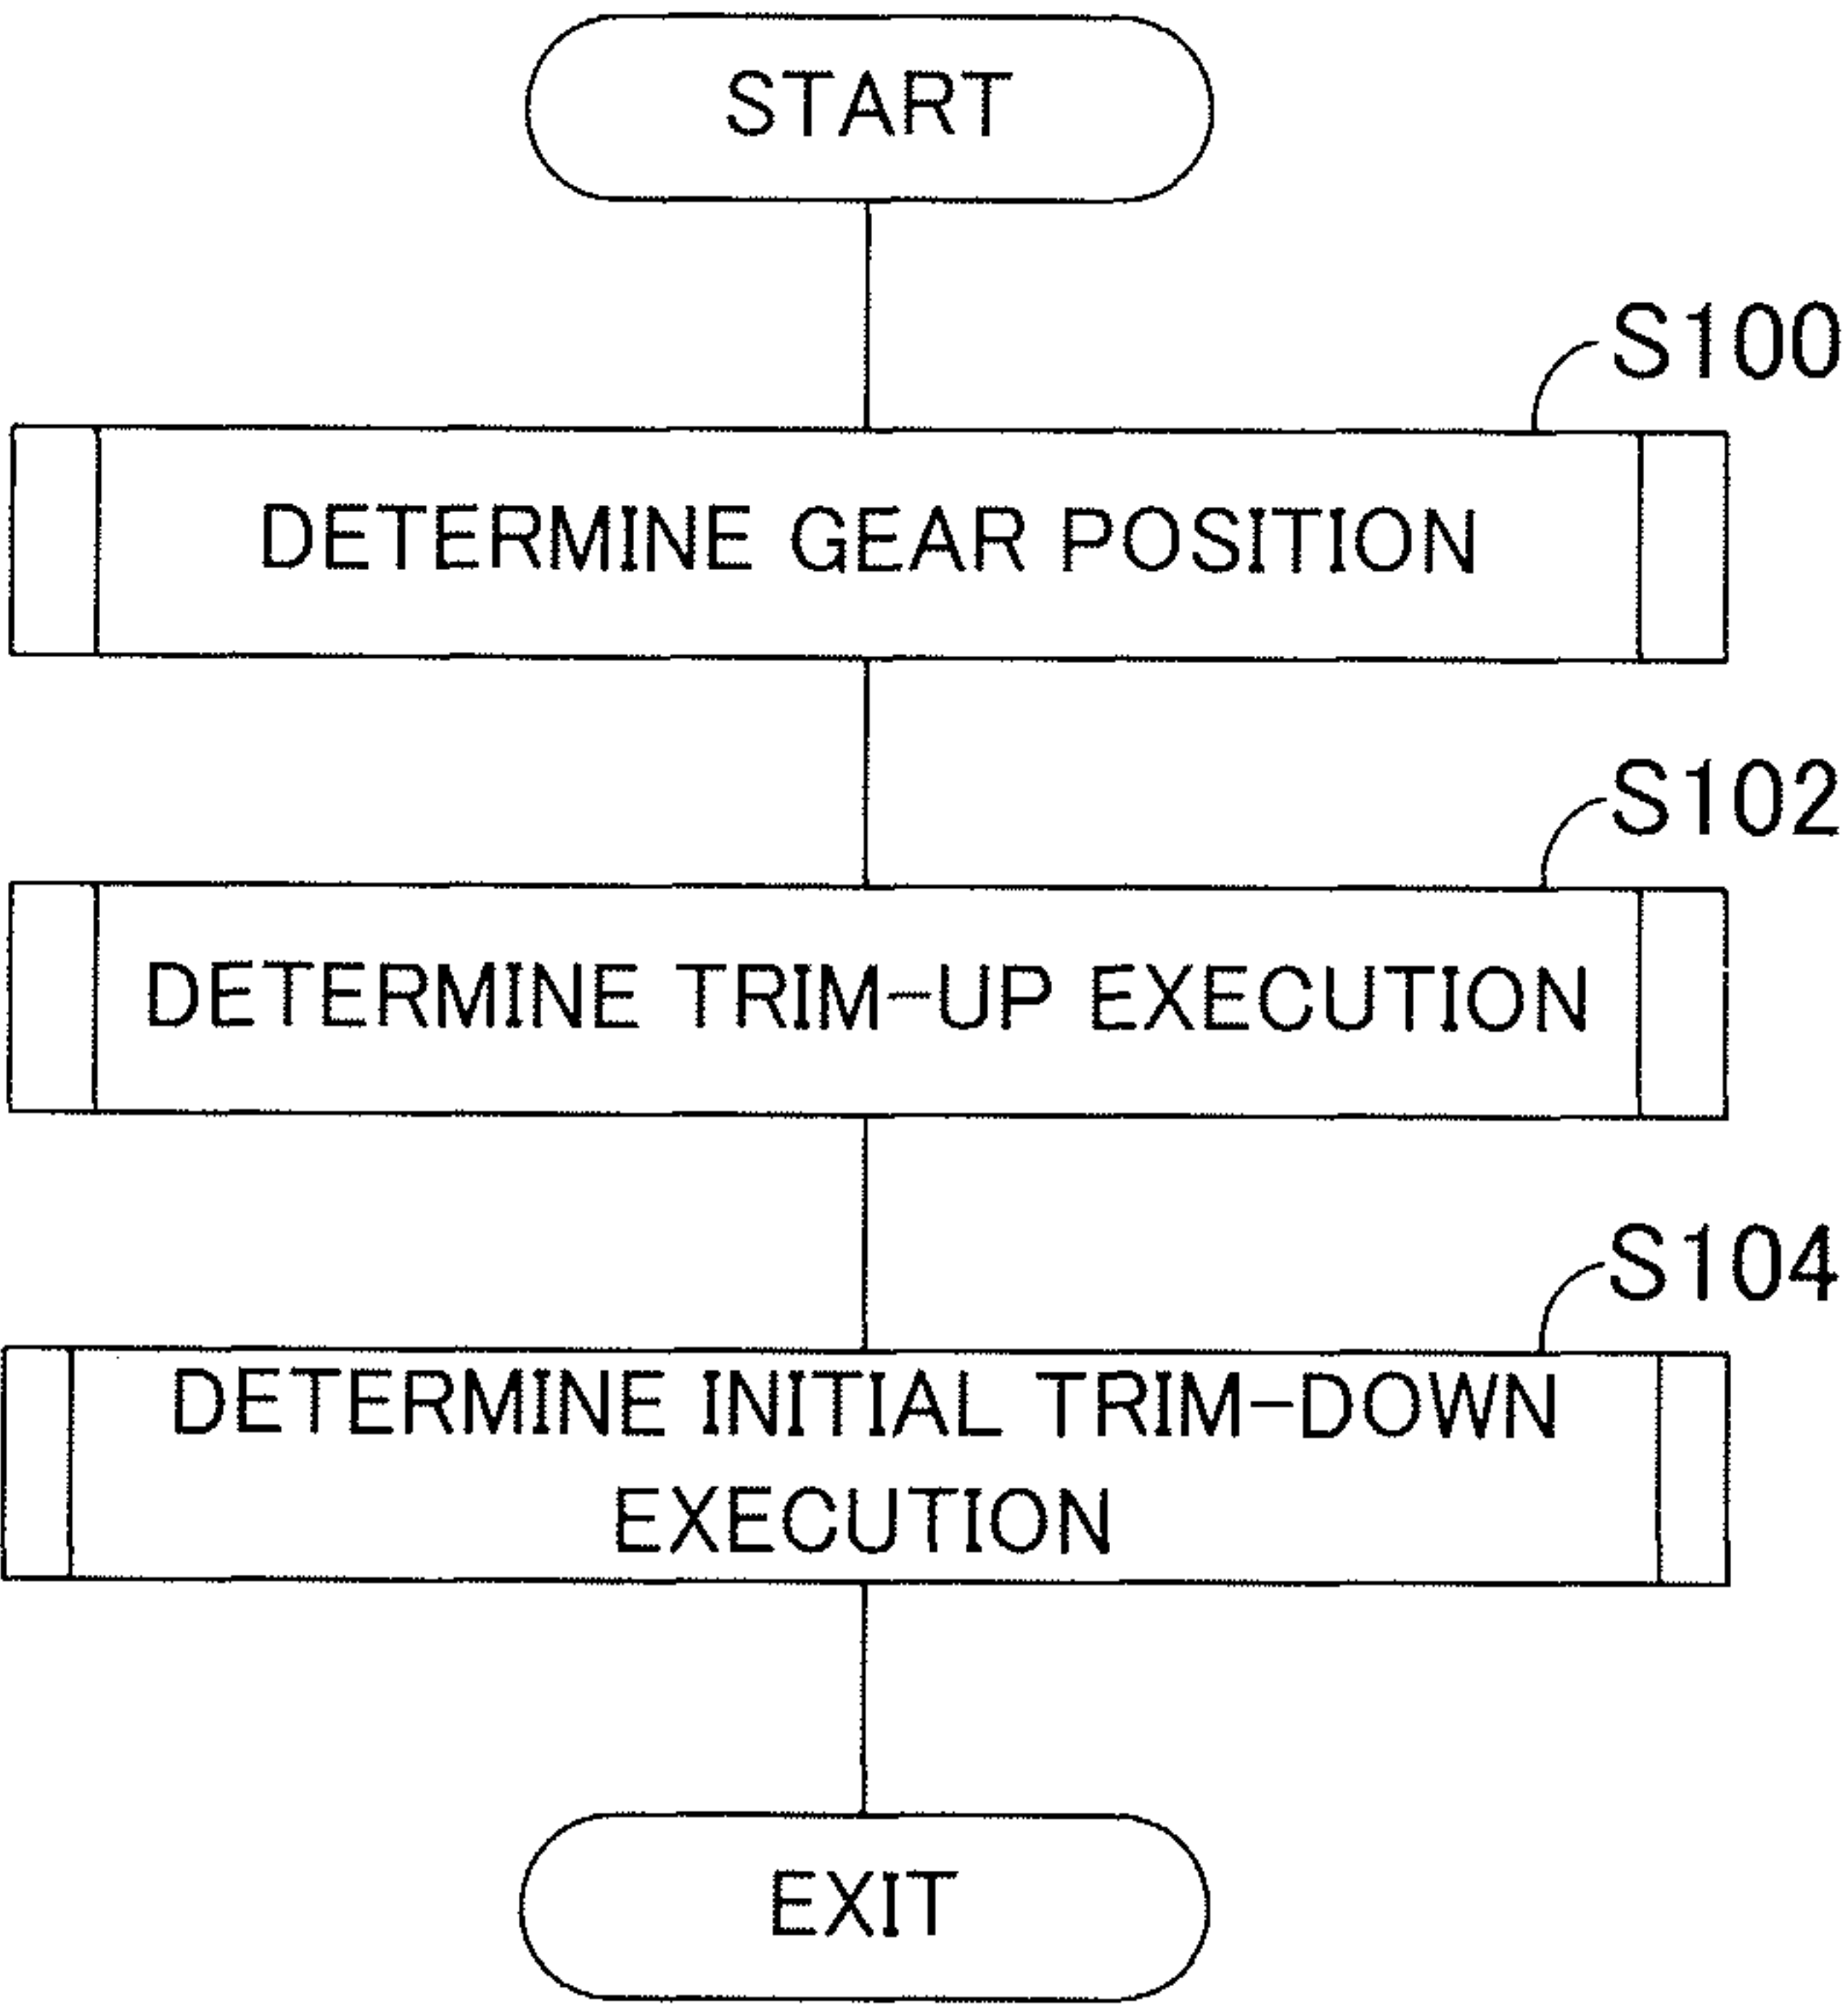 START
S100
DETERMINE GEAR POSITION
S102
DETERMINE TRIM-UP EXECUTION
S104
DETERMINE INITIAL TRIM-DOWN
EXECUTION
EXIT